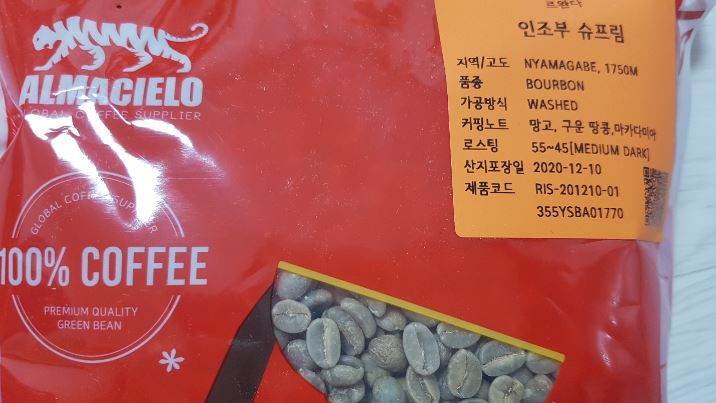 ALMACIELO
GLOBAL COFFEE SUPPLIER
GLOBAL COFFEE SUPPLIER
100% COFFEE
PREMIUM QUALITY
GREEN BEAN
르완다
인조부 슈프림
지역/고도 NYAMAGABE, 1750M
품종 BOURBON
가공방식 WASHED
커핑노트 망고, 구운 땅콩,마카다미아
로스팅 55~45[MEDIUM DARK]
산지포장일 2020-12-10
제품코드 RIS-201210-01
355YSBA01770